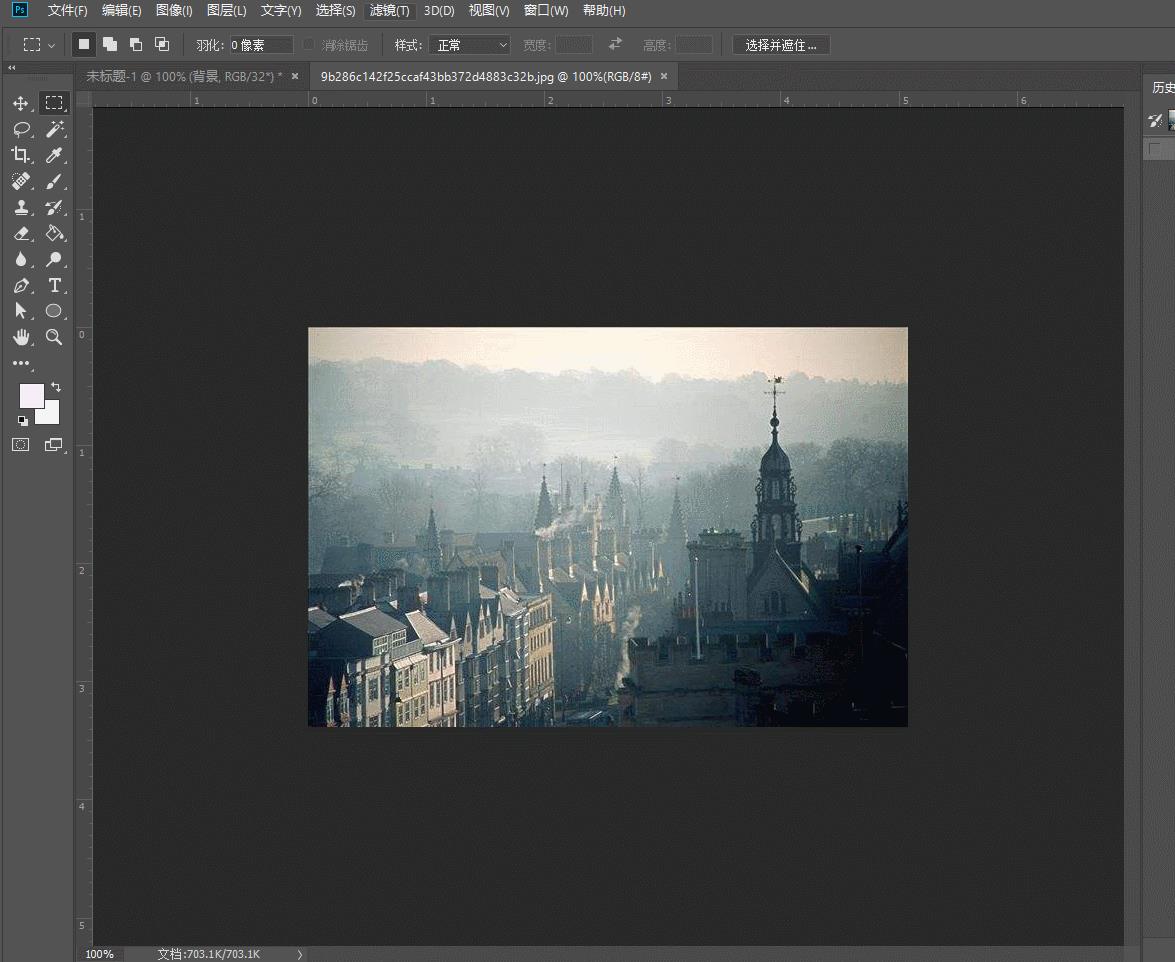 Ps 文件(F) 编辑(E) 图像(I) 图层(L) 文字(Y) 选择(S) 滤镜(T) 3D(D) 视图(V) 窗口(W) 帮助(H)
羽化: 0 像素 消除锯齿 样式: 正常 宽度: 高度: 选择并遮住...
未标题-1 @ 100% (背景, RGB/32*) * × 9b286c142f25ccaf43bb372d4883c32b.jpg @ 100%(RGB/8#) ×
历史
1 0 1 2 3 4 5 6
1
0
1
2
3
4
5
T
100% 文档:703.1K/703.1K